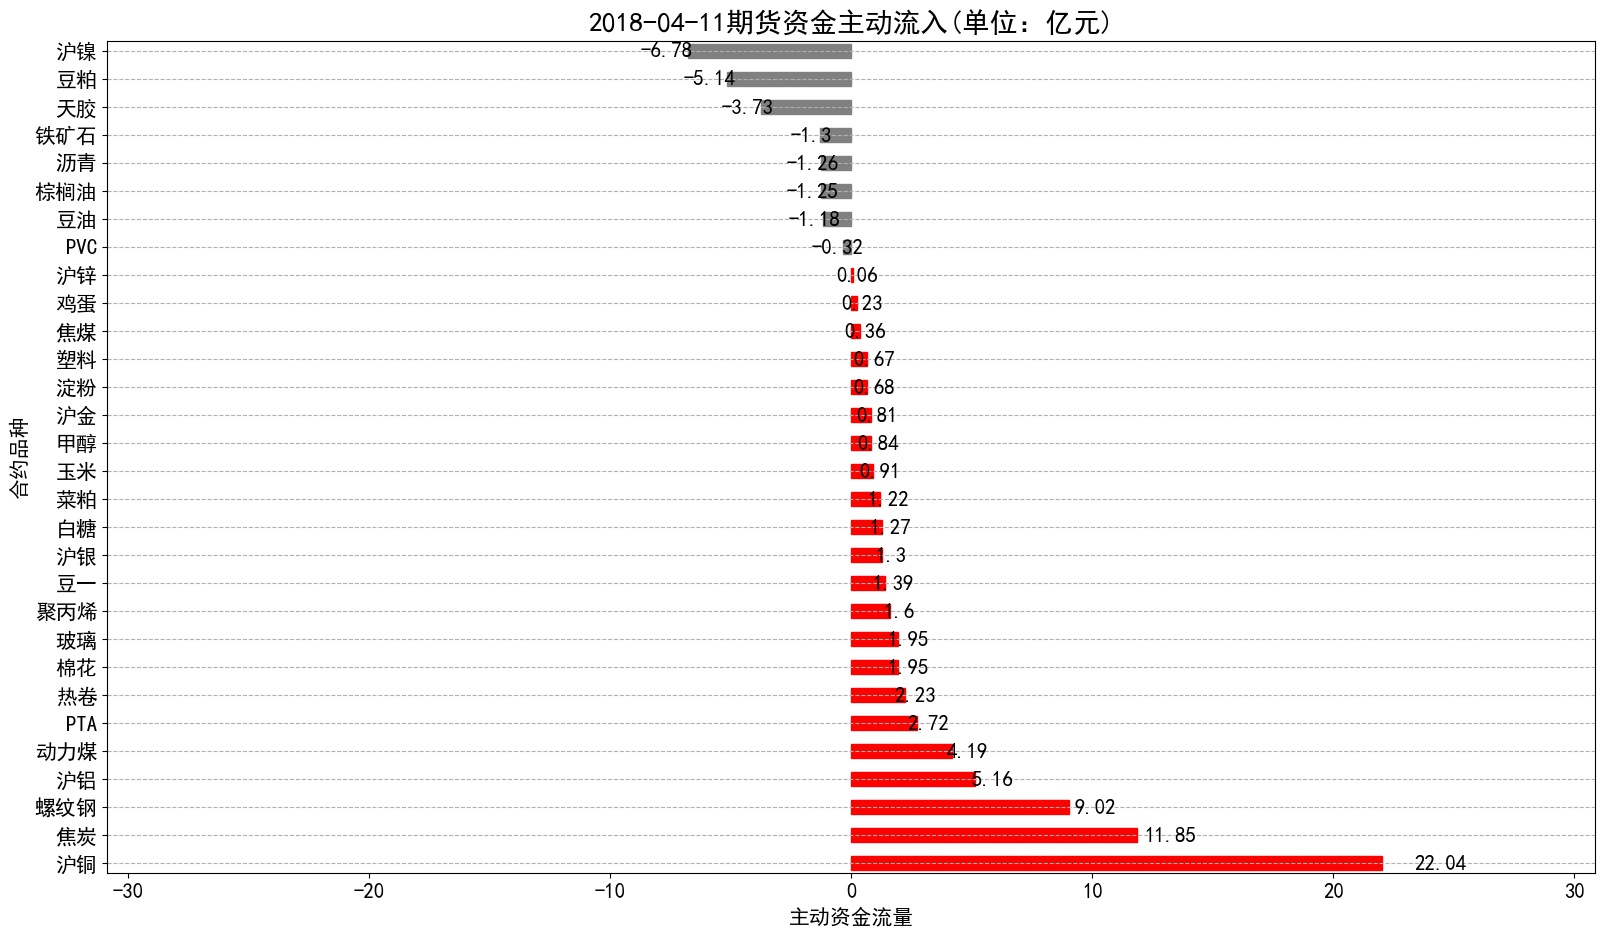 2018-04-11期货资金主动流入(单位：亿元)
合约品种
沪镍 -6.78
豆粕 -5.14
天胶 -3.73
铁矿石 -1.3
沥青 -1.26
棕榈油 -1.25
豆油 -1.18
PVC -0.32
沪锌 0.06
鸡蛋 0.23
焦煤 0.36
塑料 0.67
淀粉 0.68
沪金 0.81
甲醇 0.84
玉米 0.91
菜粕 1.22
白糖 1.27
沪银 1.3
豆一 1.39
聚丙烯 1.6
玻璃 1.95
棉花 1.95
热卷 2.23
PTA 2.72
动力煤 4.19
沪铝 5.16
螺纹钢 9.02
焦炭 11.85
沪铜 22.04
-30 -20 -10 0 10 20 30
主动资金流量